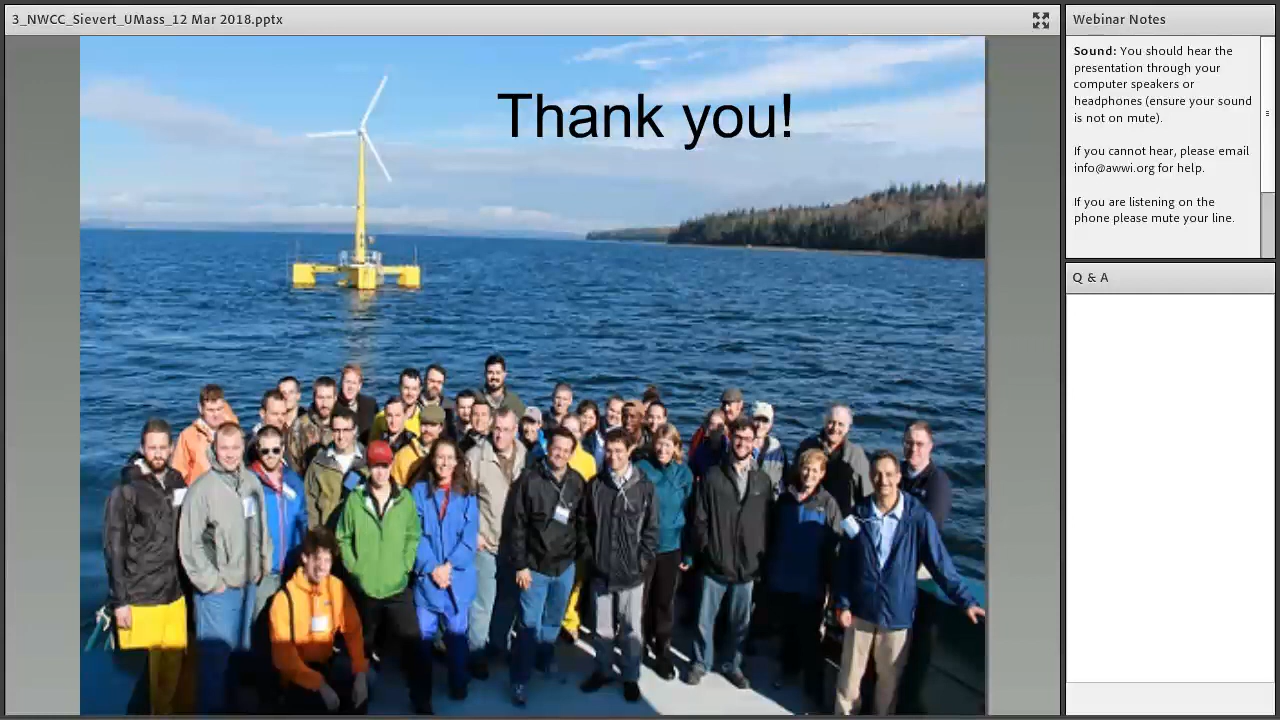 3_NWCC_Sievert_UMass_12 Mar 2018.pptx
Thank you!
Webinar Notes
Sound: You should hear the
presentation through your
computer speakers or
headphones (ensure your sound
is not on mute).
If you cannot hear, please email
info@awwi.org for help.
If you are listening on the
phone please mute your line.
Q & A